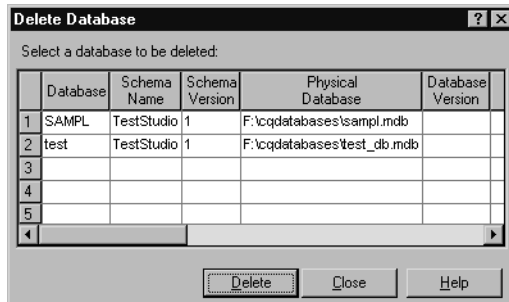 Delete Database
Select a database to be deleted:
Database Schema Name Schema Version Physical Database Database Version
1 SAMPL TestStudio 1 F:\cqdatabases\sampl.mdb
2 test TestStudio 1 F:\cqdatabases\test_db.mdb
3
4
5
Delete Close Help